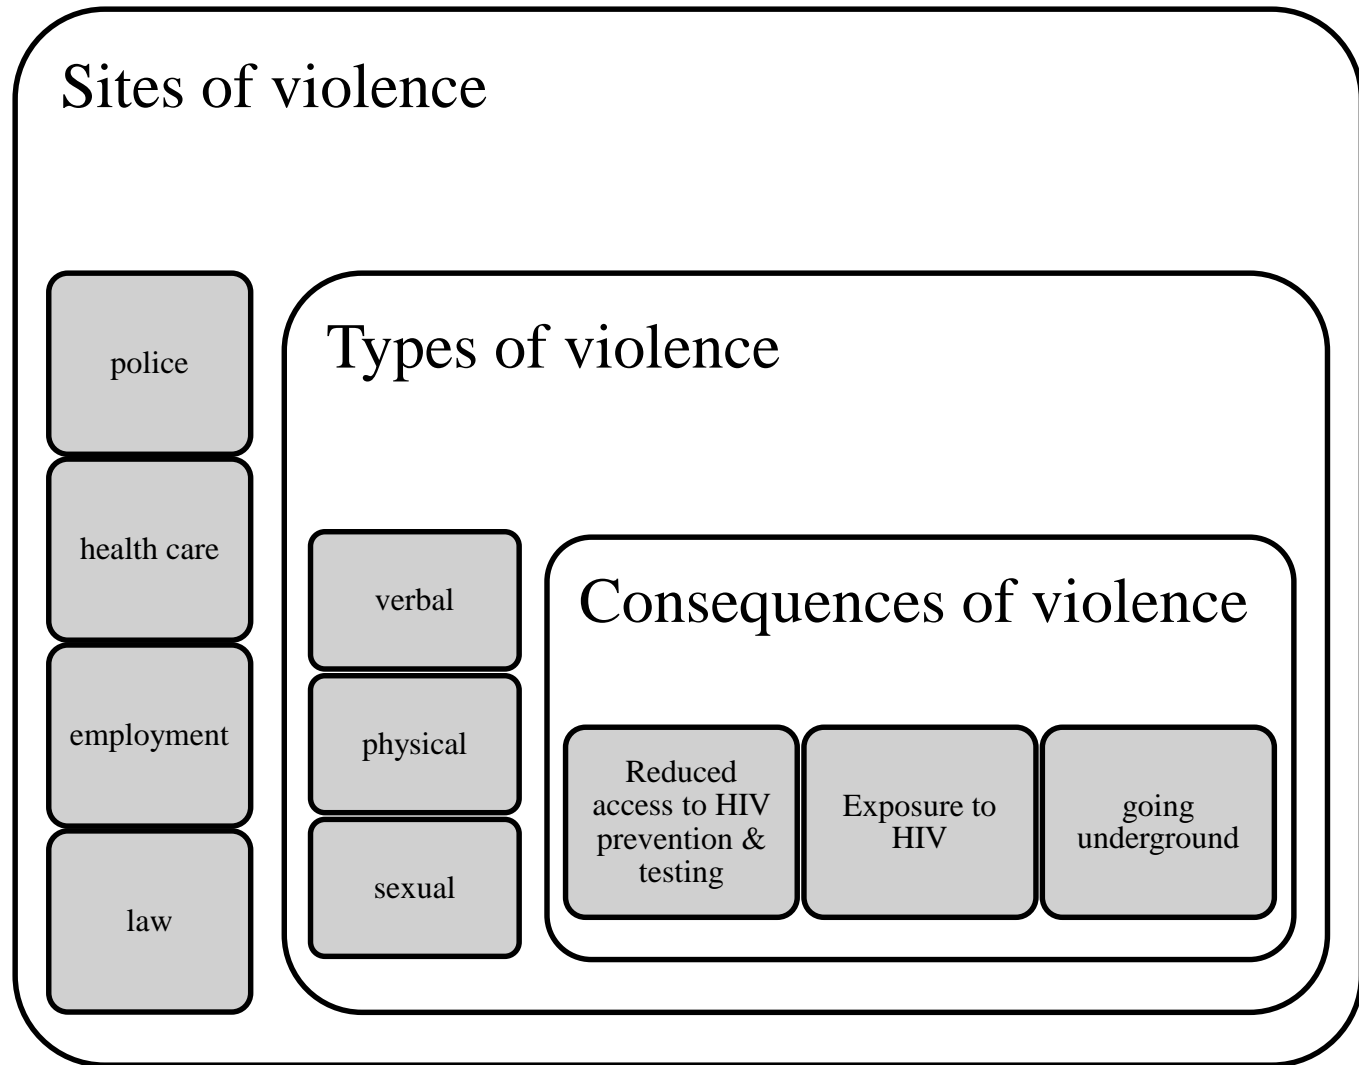 Sites of violence
police
health care
employment
law
Types of violence
verbal
physical
sexual
Consequences of violence
Reduced
access to HIV
prevention &
testing
Exposure to
HIV
going
underground